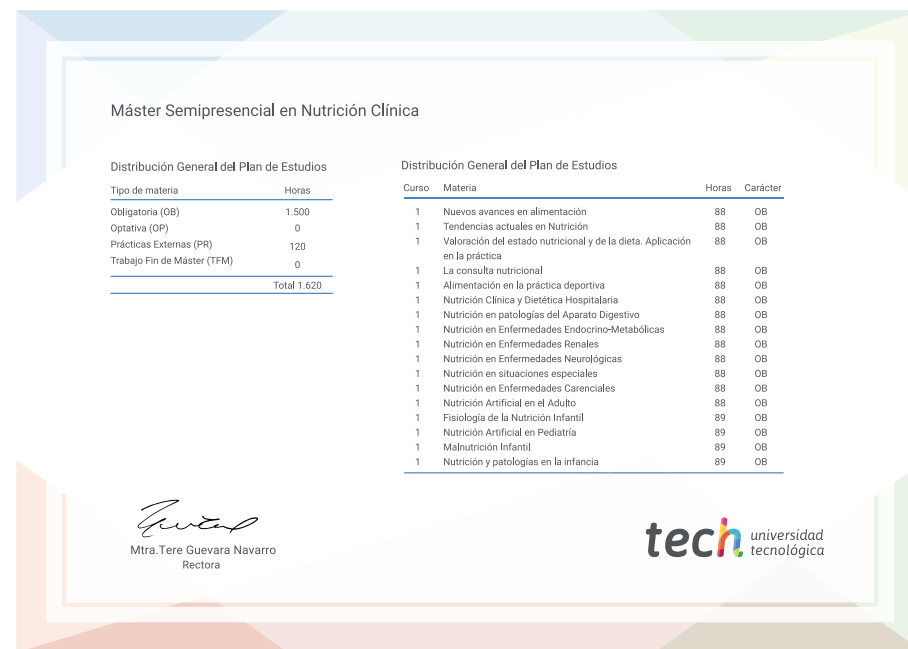 Máster Semipresencial en Nutrición Clínica
Distribución General del Plan de Estudios
Tipo de materia Horas
Obligatoria (OB) 1.500
Optativa (OP) 0
Prácticas Externas (PR) 120
Trabajo Fin de Máster (TFM) 0
Total 1.620
Distribución General del Plan de Estudios
Curso Materia Horas Carácter
1 Nuevos avances en alimentación 88 OB
1 Tendencias actuales en Nutrición 88 OB
1 Valoración del estado nutricional y de la dieta. Aplicación 88 OB
en la práctica
1 La consulta nutricional 88 OB
1 Alimentación en la práctica deportiva 88 OB
1 Nutrición Clínica y Dietética Hospitalaria 88 OB
1 Nutrición en patologías del Aparato Digestivo 88 OB
1 Nutrición en Enfermedades Endocrino-Metabólicas 88 OB
1 Nutrición en Enfermedades Renales 88 OB
1 Nutrición en Enfermedades Neurológicas 88 OB
1 Nutrición en situaciones especiales 88 OB
1 Nutrición en Enfermedades Carenciales 88 OB
1 Nutrición Artificial en el Adulto 88 OB
1 Fisiología de la Nutrición Infantil 89 OB
1 Nutrición Artificial en Pediatría 89 OB
1 Malnutrición Infantil 89 OB
1 Nutrición y patologías en la infancia 89 OB
Mtra.Tere Guevara Navarro
Rectora
tech universidad
tecnológica